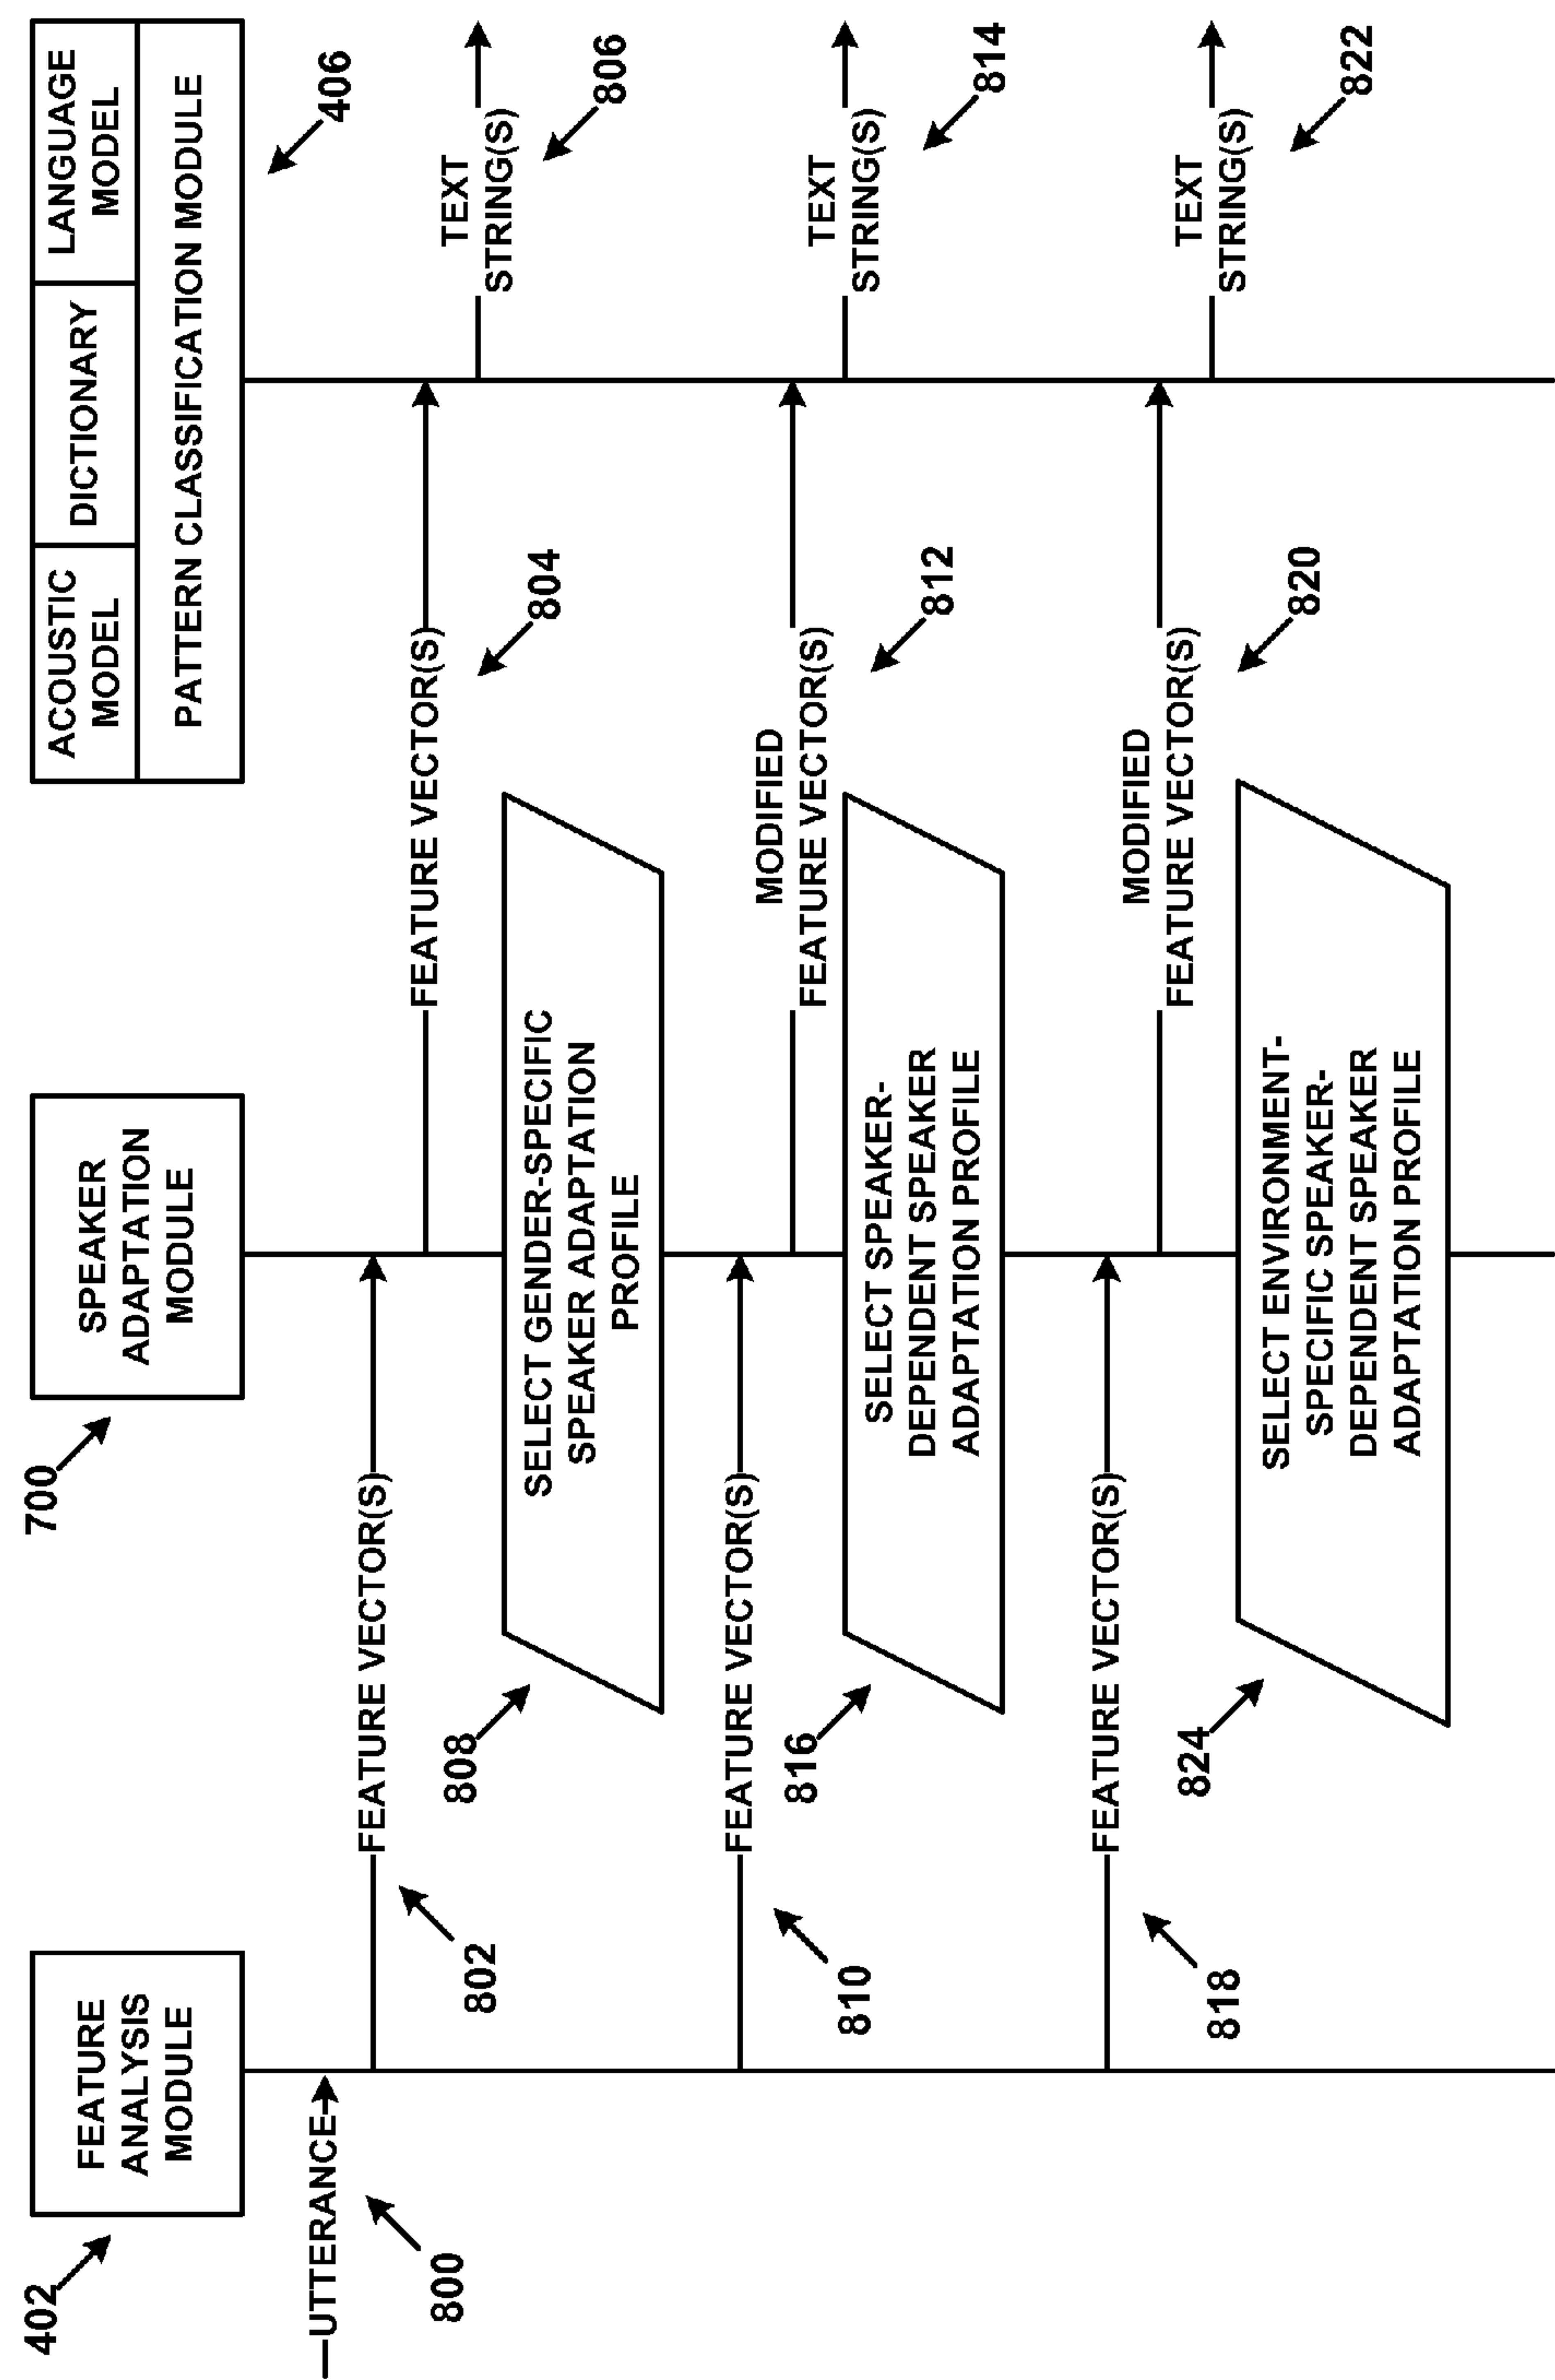 402
FEATURE
ANALYSIS
MODULE
700
SPEAKER
ADAPTATION
MODULE
ACOUSTIC
MODEL
DICTIONARY
LANGUAGE
MODEL
PATTERN CLASSIFICATION MODULE
406
UTTERANCE
800
FEATURE VECTOR(S)
802
FEATURE VECTOR(S)
804
TEXT
STRING(S)
806
808
SELECT GENDER-SPECIFIC
SPEAKER ADAPTATION
PROFILE
FEATURE VECTOR(S)
810
MODIFIED
FEATURE VECTOR(S)
812
TEXT
STRING(S)
814
816
SELECT SPEAKER-
DEPENDENT SPEAKER
ADAPTATION PROFILE
FEATURE VECTOR(S)
818
MODIFIED
FEATURE VECTOR(S)
820
TEXT
STRING(S)
822
824
SELECT ENVIRONMENT-
SPECIFIC SPEAKER-
DEPENDENT SPEAKER
ADAPTATION PROFILE